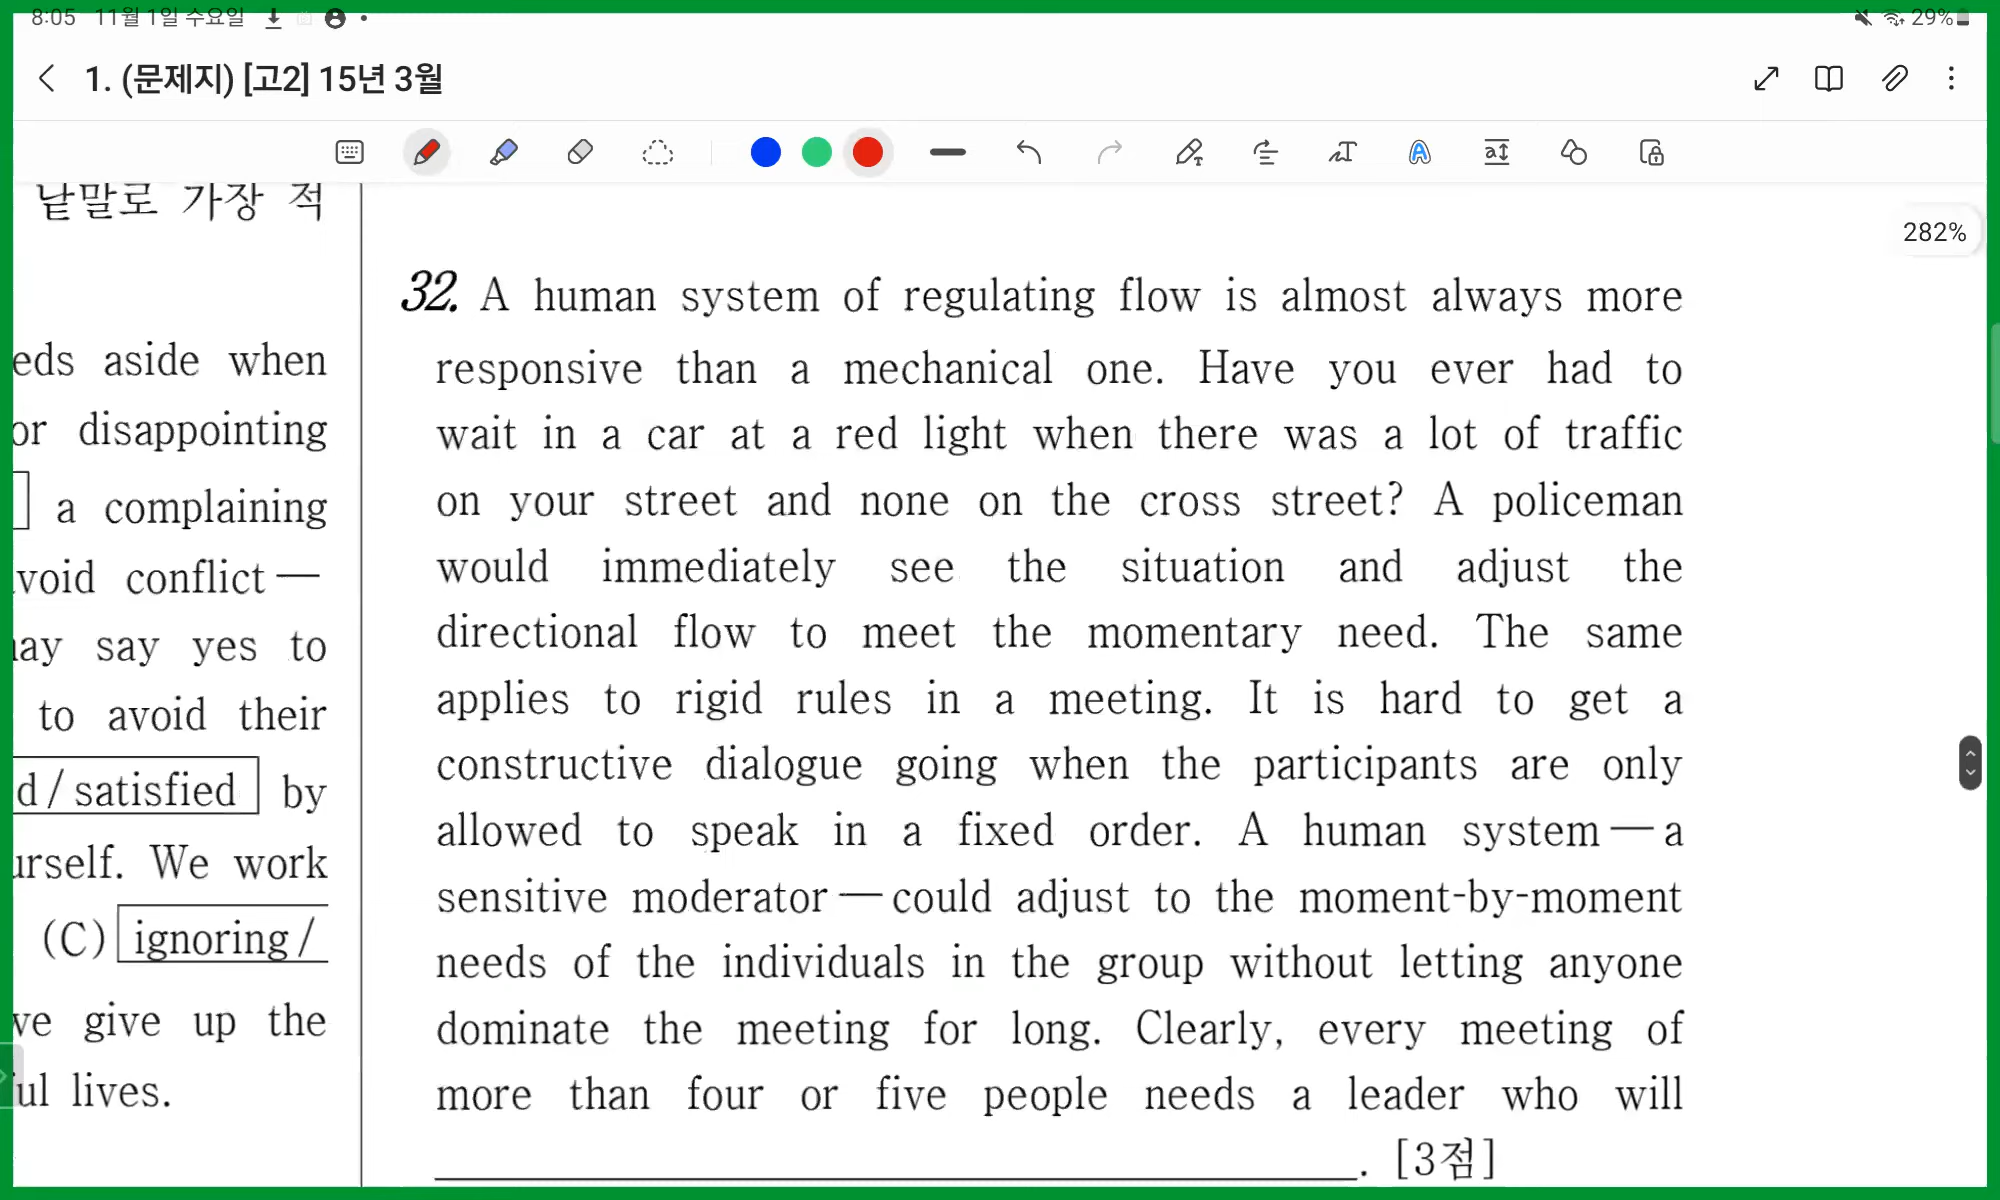 8:05 11월 1일 수요일
29%
1. (문제지) [고2] 15년 3월
282%
낱말로 가장 적
eds aside when
or disappointing
a complaining
void conflict—
ay say yes to
to avoid their
d / satisfied by
urself. We work
(C) ignoring /
ve give up the
ul lives.
32. A human system of regulating flow is almost always more
responsive than a mechanical one. Have you ever had to
wait in a car at a red light when there was a lot of traffic
on your street and none on the cross street? A policeman
would immediately see the situation and adjust the
directional flow to meet the momentary need. The same
applies to rigid rules in a meeting. It is hard to get a
constructive dialogue going when the participants are only
allowed to speak in a fixed order. A human system—a
sensitive moderator—could adjust to the moment-by-moment
needs of the individuals in the group without letting anyone
dominate the meeting for long. Clearly, every meeting of
more than four or five people needs a leader who will
. [3점]